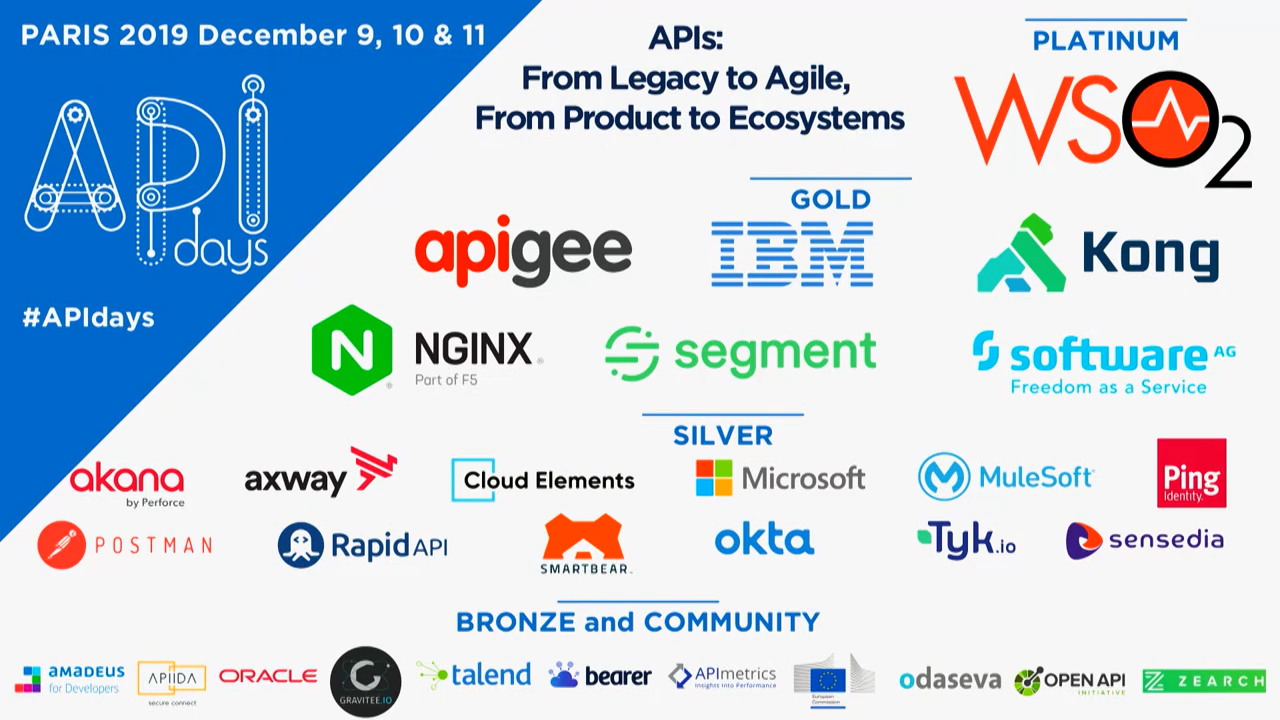 PARIS 2019 December 9, 10 & 11
API
days
#APIdays
APIs:
From Legacy to Agile,
From Product to Ecosystems
PLATINUM
WSO2
GOLD
apigee
IBM
Kong
NGINX
Part of F5
segment
software AG
Freedom as a Service
SILVER
akana
by Perforce
axway
Cloud Elements
Microsoft
MuleSoft
Ping
Identity.
POSTMAN
Rapid API
SMARTBEAR
okta
Tyk.io
sensedia
BRONZE and COMMUNITY
amaDEUS
for Developers
APIIDA
secure connect
ORACLE
G
GRAVITEE.IO
talend
bearer
APImetrics
Insights into Performance
European
Commission
odaseva
OPEN API
INITIATIVE
Z ZEARCH